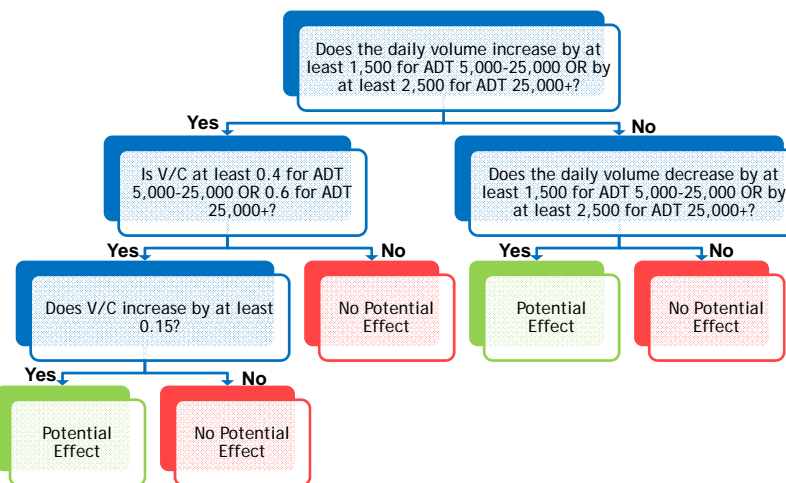 Does the daily volume increase by at
least 1,500 for ADT 5,000-25,000 OR by
at least 2,500 for ADT 25,000+?
Yes
No
Is V/C at least 0.4 for ADT
5,000-25,000 OR 0.6 for ADT
25,000+?
Does the daily volume decrease by at
least 1,500 for ADT 5,000-25,000 OR by
at least 2,500 for ADT 25,000+?
Yes
No
Yes
No
Does V/C increase by at least
0.15?
No Potential
Effect
Potential
Effect
No Potential
Effect
Yes
No
Potential
Effect
No Potential
Effect